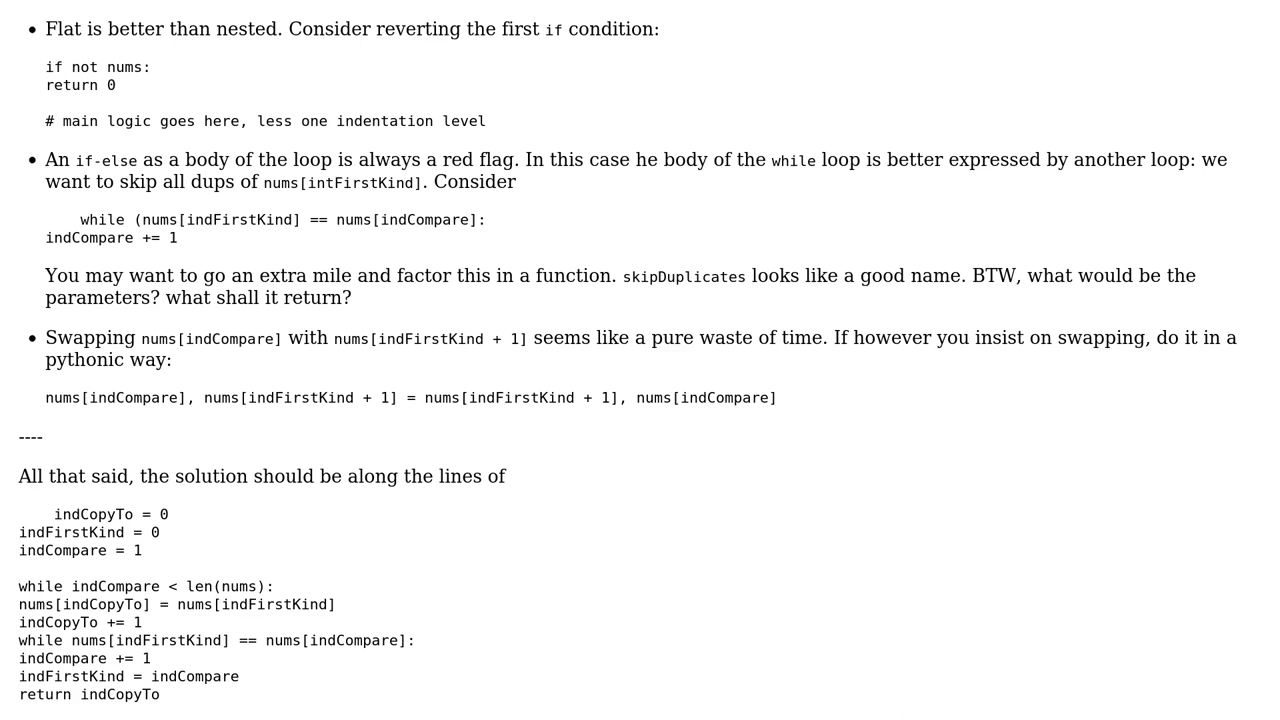 • Flat is better than nested. Consider reverting the first if condition:
if not nums:
return 0
# main logic goes here, less one indentation level
• An if-else as a body of the loop is always a red flag. In this case he body of the while loop is better expressed by another loop: we
want to skip all dups of nums[intFirstKind]. Consider
    while (nums[indFirstKind] == nums[indCompare]:
indCompare += 1
You may want to go an extra mile and factor this in a function. skipDuplicates looks like a good name. BTW, what would be the
parameters? what shall it return?
• Swapping nums[indCompare] with nums[indFirstKind + 1] seems like a pure waste of time. If however you insist on swapping, do it in a
pythonic way:
nums[indCompare], nums[indFirstKind + 1] = nums[indFirstKind + 1], nums[indCompare]
----
All that said, the solution should be along the lines of
    indCopyTo = 0
indFirstKind = 0
indCompare = 1
while indCompare < len(nums):
nums[indCopyTo] = nums[indFirstKind]
indCopyTo += 1
while nums[indFirstKind] == nums[indCompare]:
indCompare += 1
indFirstKind = indCompare
return indCopyTo